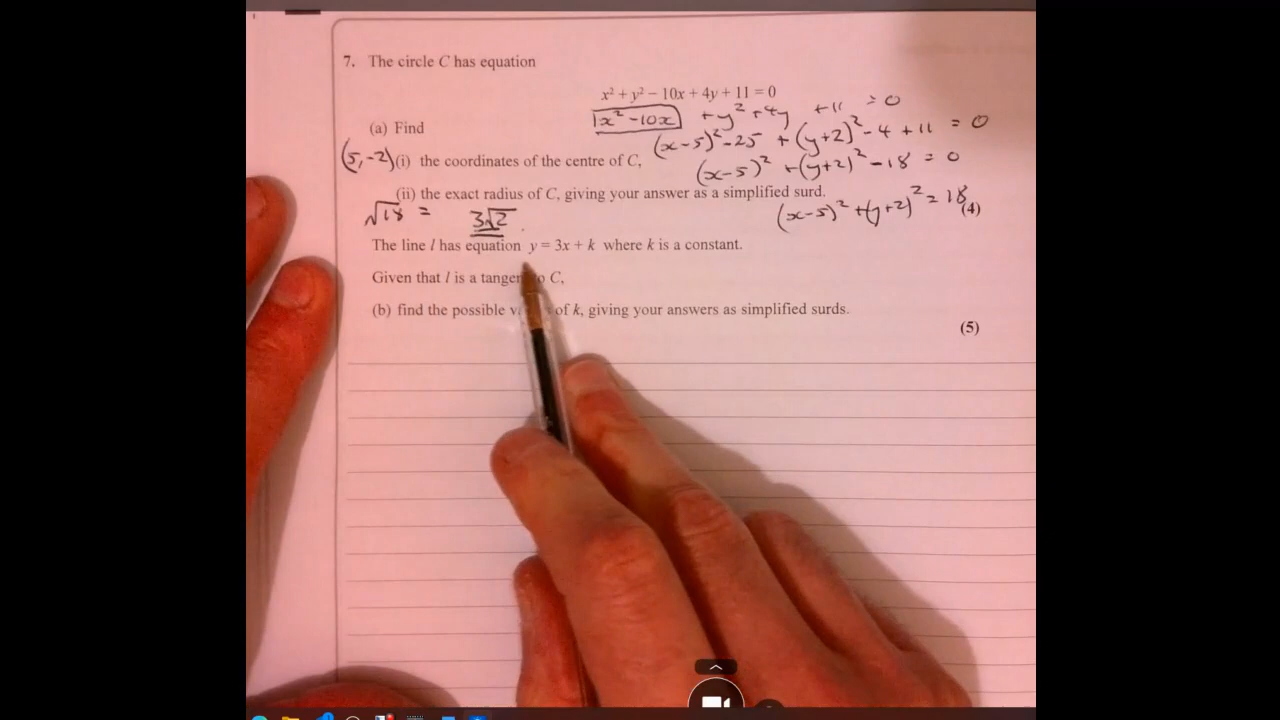 7. The circle C has equation
x² + y² − 10x + 4y + 11 = 0
x² −10x + y² + 4y + 11 = 0
(a) Find
(x−5)² −25 + (y+2)² − 4 + 11 = 0
(5, −2) (i) the coordinates of the centre of C,
(x−5)² + (y+2)² − 18 = 0
(ii) the exact radius of C, giving your answer as a simplified surd.
(x−5)² + (y+2)² = 18
(4)
√18 = 3√2
The line l has equation y = 3x + k where k is a constant.
Given that l is a tangent to C,
(b) find the possible of k, giving your answers as simplified surds.
(5)